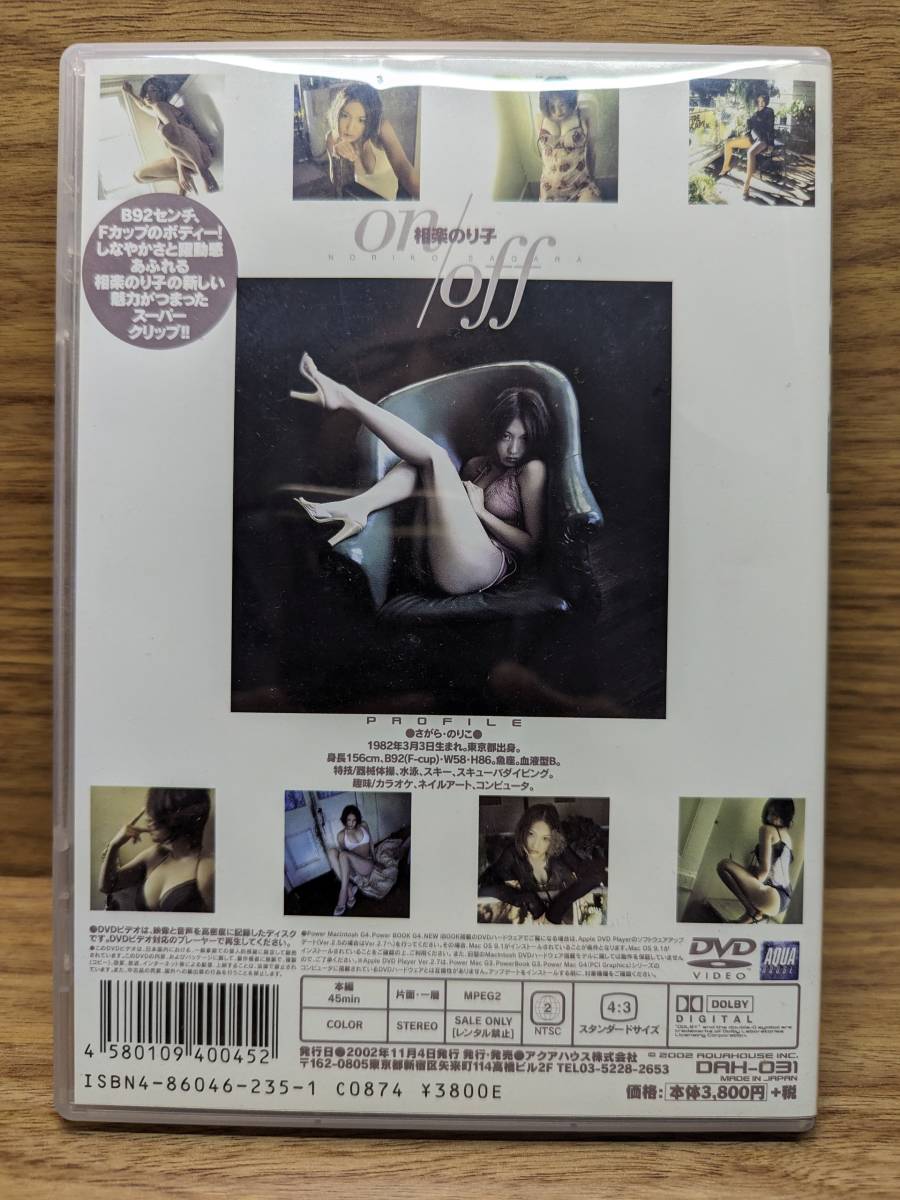 on/off
相楽のり子
NORIKO SAGARA
B92センチ、
Fカップのボディー!
しなやかさと躍動感
あふれる
相楽のり子の新しい
魅力がつまった
スーパー
クリップ!!
PROFILE
●さがら・のりこ●
1982年3月3日生まれ。東京都出身。
身長156cm、B92(F-cup)・W58・H86。魚座。血液型B。
特技/器械体操、水泳、スキー、スキューバダイビング。
趣味/カラオケ、ネイルアート、コンピュータ。
●DVDビデオは、映像と音声を高密度に記録したディスク
です。DVDビデオ対応のプレーヤーで再生してください。
DVD
VIDEO
AQUA
HOUSE
本編
45min
片面・一層
MPEG2
COLOR
STEREO
SALE ONLY
[レンタル禁止]
2
NTSC
4:3
スタンダードサイズ
DOLBY
DIGITAL
"DOLBY" and the double-D symbol are
trademarks of Dolby Laboratories
Licensing Corporation.
4 580109 400452
ISBN4-86046-235-1 C0874 ¥3800E
発行日●2002年11月4日発行 発行・発売●アクアハウス株式会社
〒162-0805東京都新宿区矢来町114高橋ビル2F TEL03-5228-2653
© 2002 AQUAHOUSE INC.
DAH-031
MADE IN JAPAN
価格:本体3,800円+税